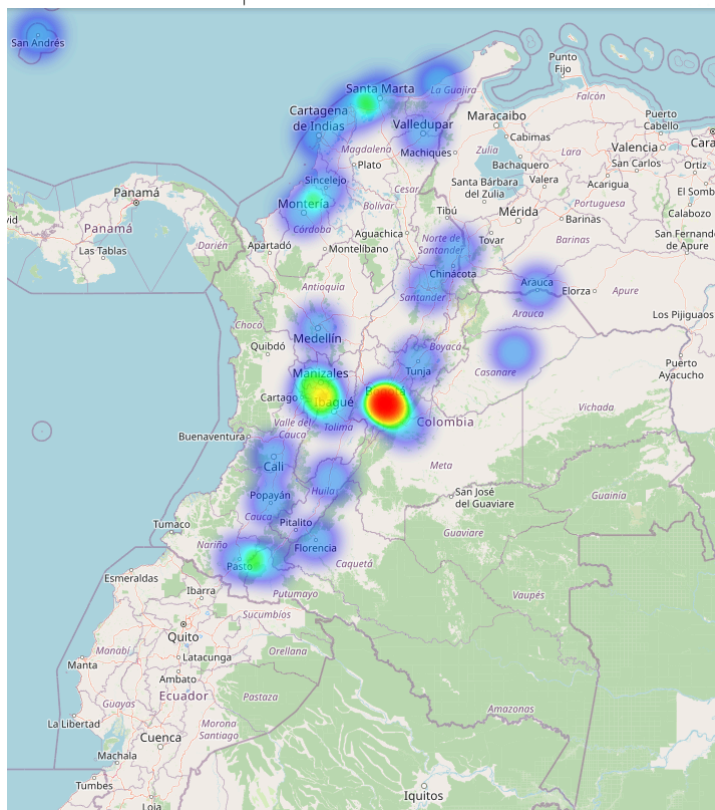 San Andrés
Punto
Fijo
La Guajira
Santa Marta
Falcón
Cartagena
de Indias
Maracaibo
Puerto
Cabello
Valledupar
Cabimas
Valencia
Magdalena
Machiques
Zulia
Lara
San Carlos
Bachaquero
Ortiz
Plato
Valera
Acarigua
Santa Bárbara
del Zulia
El Somb
Panamá
Sincelejo
Cesar
Portuguesa
Calabozo
Montería
Bolívar
Tibú
Mérida
Barinas
vid
Panamá
Córdoba
Aguachica
Norte de
Santander
Tovar
San Fernan
de Apure
Las Tablas
Darién
Apartadó
Montelíbano
Barinas
Chinácota
Arauca
Elorza
Apure
Antioquia
Santander
Arauca
Los Pijiguaos
Chocó
Medellín
Quibdó
Boyacá
Puerto
Ayacucho
Manizales
Tunja
Casanare
Cartago
Ibagué
Vichada
Valle del
Cauca
Tolima
Colombia
Buenaventura
Cali
Meta
Huila
San José
del Guaviare
Guainía
Popayán
Cauca
Pitalito
Tumaco
Guaviare
Nariño
Florencia
Pasto
Caquetá
Esmeraldas
Ibarra
Putumayo
Vaupés
Sucumbíos
Quito
Orellana
Manta
Manabí
Latacunga
Ambato
Pastaza
Guayas
Ecuador
Amazonas
La Libertad
Morona
Santiago
Cuenca
Machala
Tumbes
Iquitos
Loja